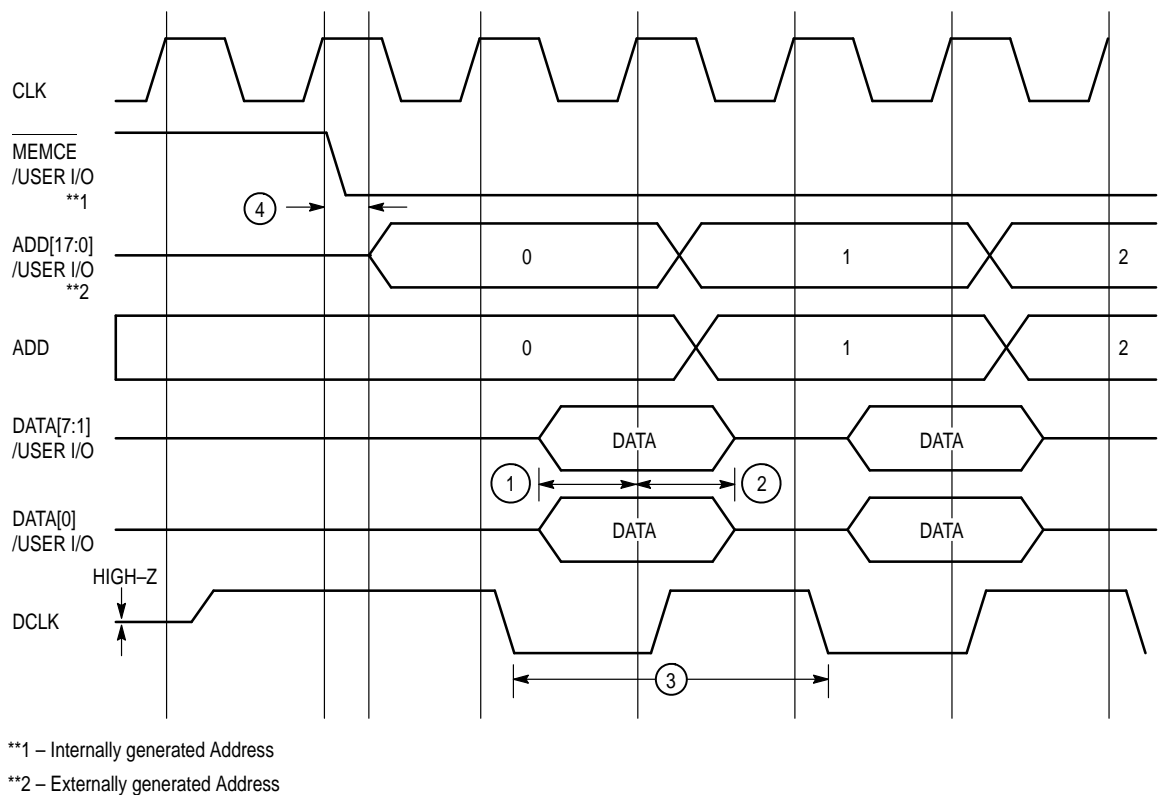 CLK
MEMCE
/USER I/O
**1
4
ADD[17:0]
/USER I/O
**2
0
1
2
ADD
0
1
2
DATA[7:1]
/USER I/O
DATA
DATA
1
2
DATA[0]
/USER I/O
DATA
DATA
HIGH–Z
DCLK
3
**1 – Internally generated Address
**2 – Externally generated Address